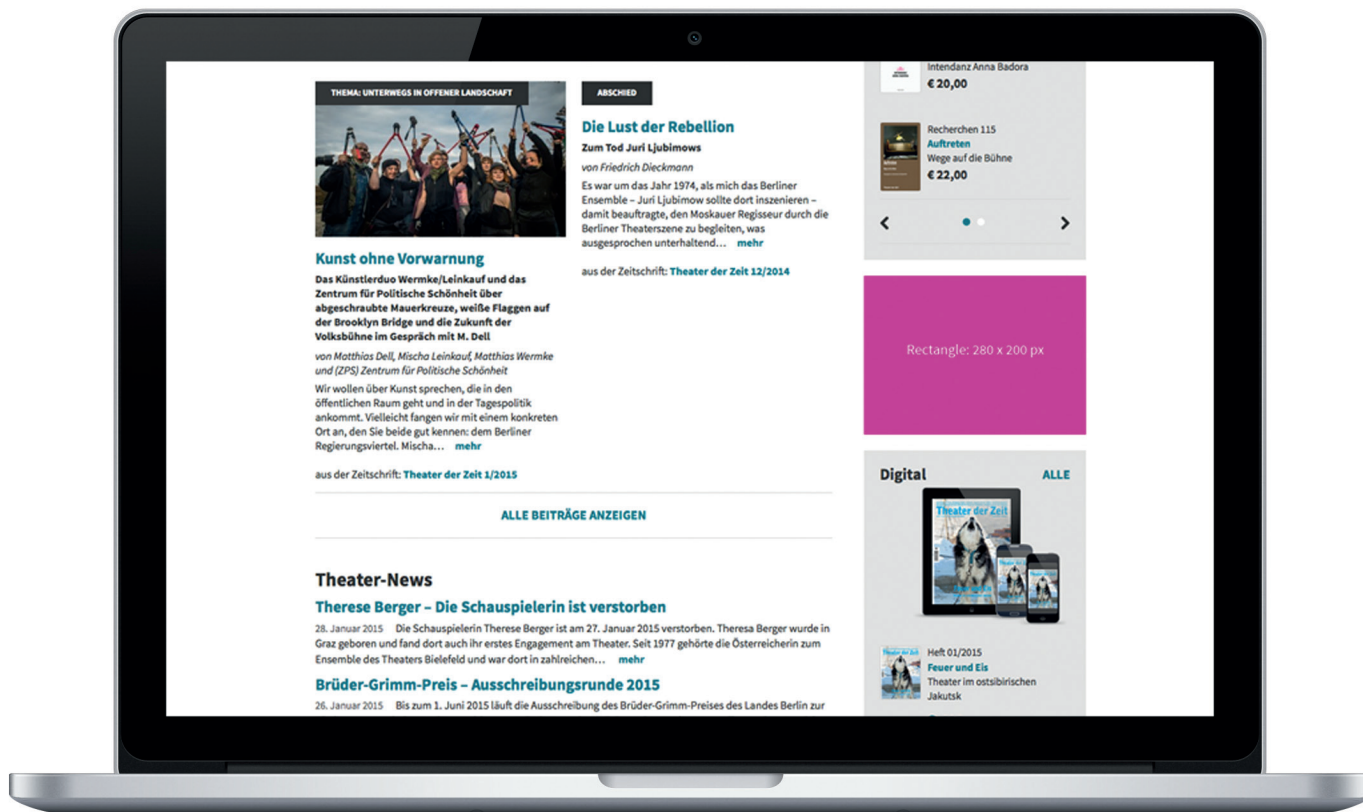 THEMA: UNTERWEGS IN OFFENER LANDSCHAFT
Kunst ohne Vorwarnung
Das Künstlerduo Wermke/Leinkauf und das
Zentrum für Politische Schönheit über
abgeschraubte Mauerkreuze, weiße Flaggen auf
der Brooklyn Bridge und die Zukunft der
Volksbühne im Gespräch mit M. Dell
von Matthias Dell, Mischa Leinkauf, Matthias Wermke
und (ZPS) Zentrum für Politische Schönheit
Wir wollen über Kunst sprechen, die in den
öffentlichen Raum geht und in der Tagespolitik
ankommt. Vielleicht fangen wir mit einem konkreten
Ort an, den Sie beide gut kennen: dem Berliner
Regierungsviertel. Mischa… mehr
aus der Zeitschrift: Theater der Zeit 1/2015
ABSCHIED
Die Lust der Rebellion
Zum Tod Juri Ljubimows
von Friedrich Dieckmann
Es war um das Jahr 1974, als mich das Berliner
Ensemble – Juri Ljubimow sollte dort inszenieren –
damit beauftragte, den Moskauer Regisseur durch die
Berliner Theaterszene zu begleiten, was
ausgesprochen unterhaltend… mehr
aus der Zeitschrift: Theater der Zeit 12/2014
ALLE BEITRÄGE ANZEIGEN
Theater-News
Therese Berger – Die Schauspielerin ist verstorben
28. Januar 2015 Die Schauspielerin Therese Berger ist am 27. Januar 2015 verstorben. Theresa Berger wurde in
Graz geboren und fand dort auch ihr erstes Engagement am Theater. Seit 1977 gehörte die Österreicherin zum
Ensemble des Theaters Bielefeld und war dort in zahlreichen… mehr
Brüder-Grimm-Preis – Ausschreibungsrunde 2015
26. Januar 2015 Bis zum 1. Juni 2015 läuft die Ausschreibung des Brüder-Grimm-Preises des Landes Berlin zur
Intendanz Anna Badora
€ 20,00
Recherchen 115
Auftreten
Wege auf die Bühne
€ 22,00
Rectangle: 280 x 200 px
Digital
ALLE
Theater der Zeit
Heft 01/2015
Feuer und Eis
Theater im ostsibirischen
Jakutsk